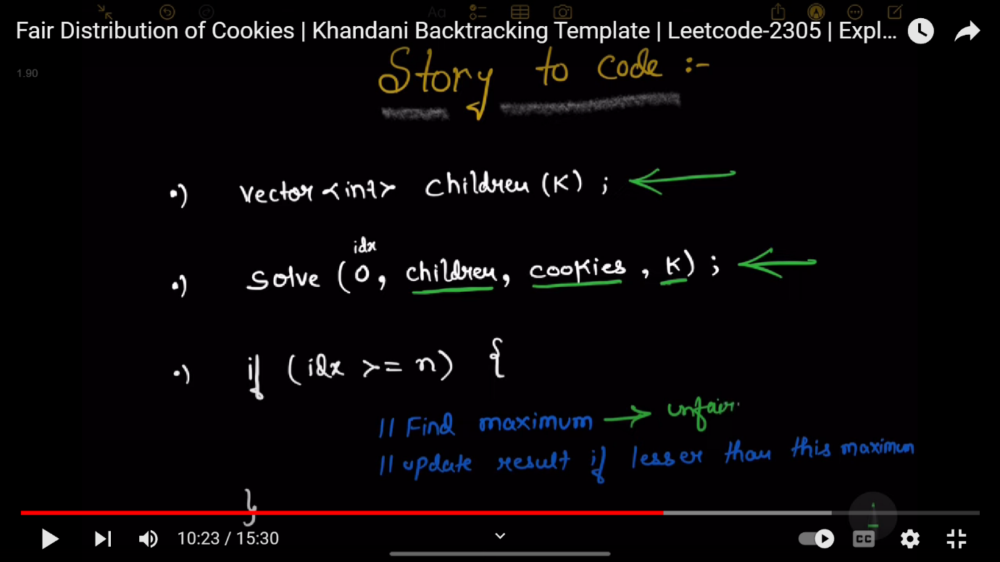 Aa
Fair Distribution of Cookies | Khandani Backtracking Template | Leetcode-2305 | Expl...
1.90
Story to code :-
•) vector <int> children (K) ;
idx
•) solve (0, children, cookies, K) ;
•) if (idx >= n) {
// Find maximum → unfair.
// update result if lesser than this maximum
}
10:23 / 15:30
CC